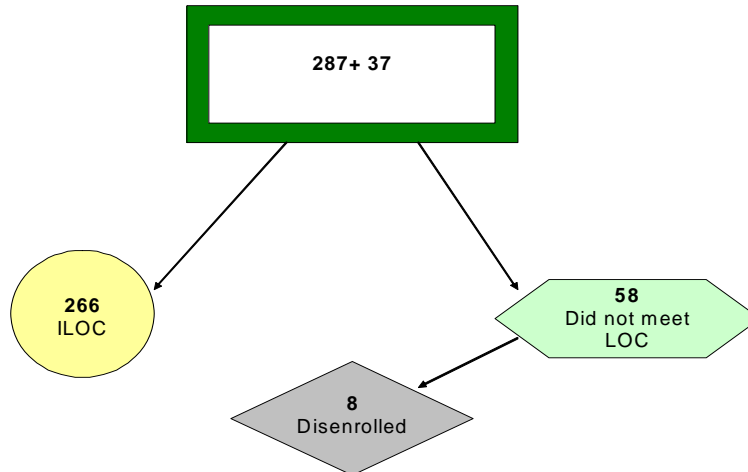 287+ 37
266
ILOC
58
Did not meet
LOC
8
Disenrolled